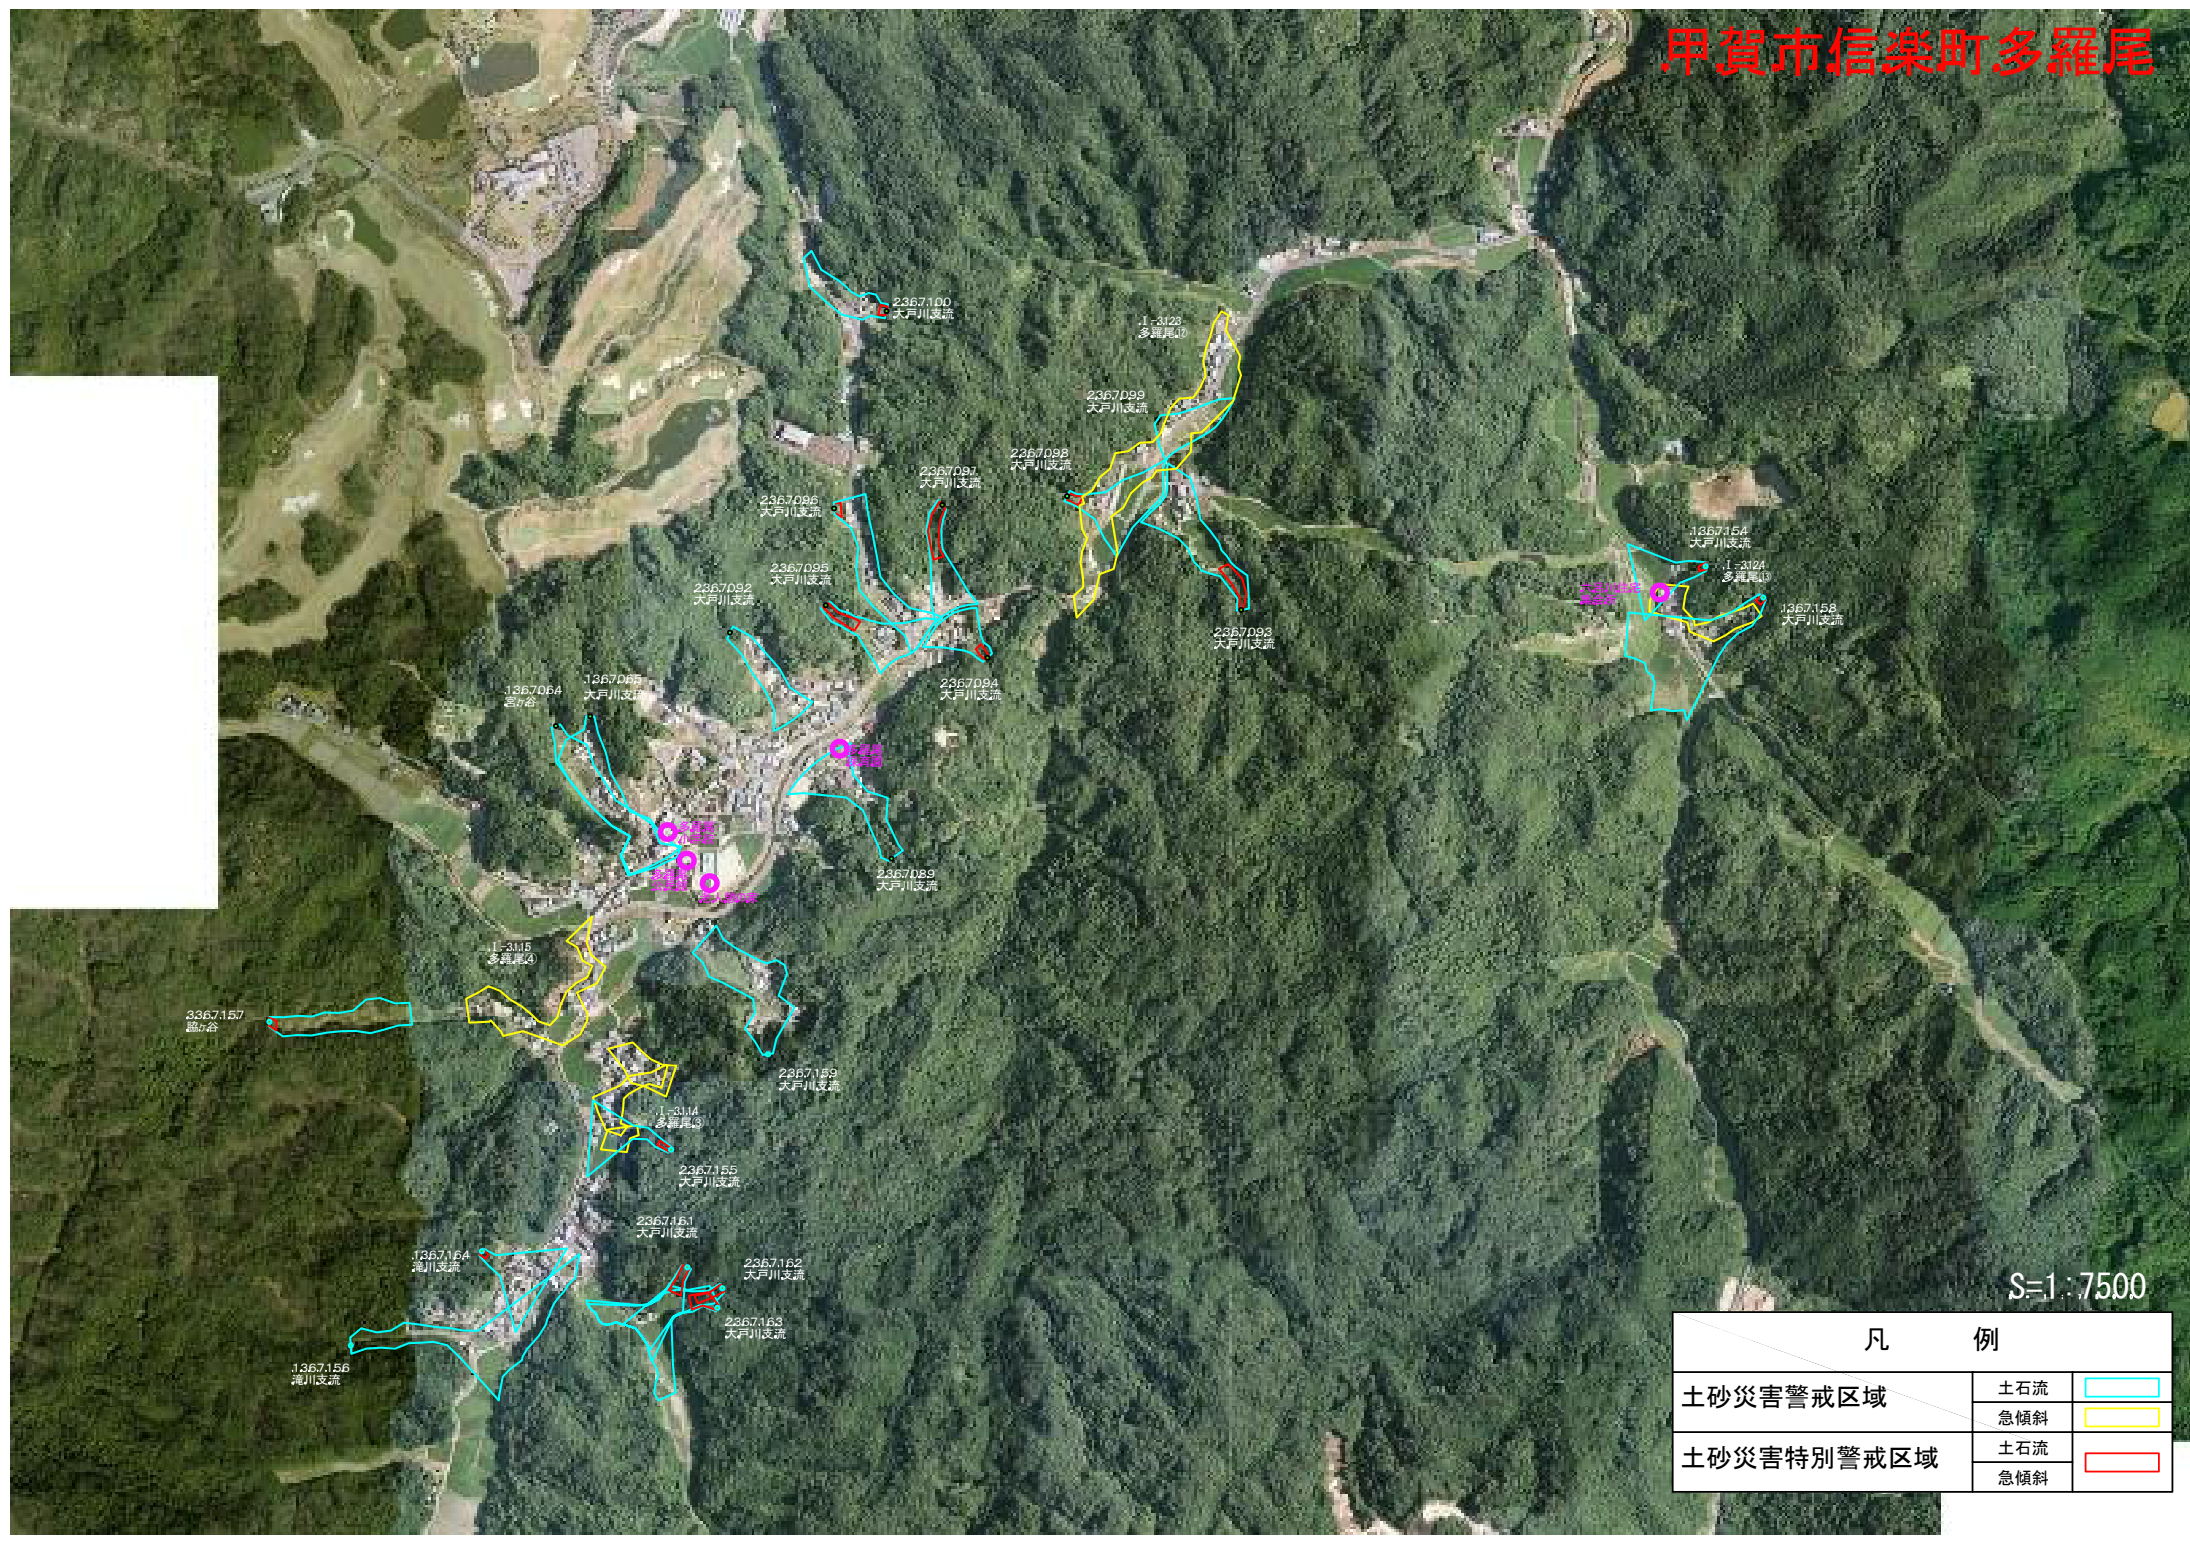 甲賀市信楽町多羅尾
2367100
大戸川支流
Ⅰ-3123
多羅尾⑫
2367099
大戸川支流
2367098
大戸川支流
2367097
大戸川支流
2367096
大戸川支流
1367154
大戸川支流
Ⅰ-3124
多羅尾⑬
2367095
大戸川支流
2367092
大戸川支流
1367158
大戸川支流
2367093
大戸川支流
2367094
大戸川支流
1367065
大戸川支流
1367064
宮ヶ谷
2367089
大戸川支流
Ⅰ-3115
多羅尾④
3367157
脇ヶ谷
2367159
大戸川支流
Ⅰ-3114
多羅尾③
2367155
大戸川支流
2367161
大戸川支流
1367164
滝川支流
2367162
大戸川支流
2367163
大戸川支流
1367156
滝川支流
S=1:7500
凡 例
土砂災害警戒区域
土石流
急傾斜
土砂災害特別警戒区域
土石流
急傾斜